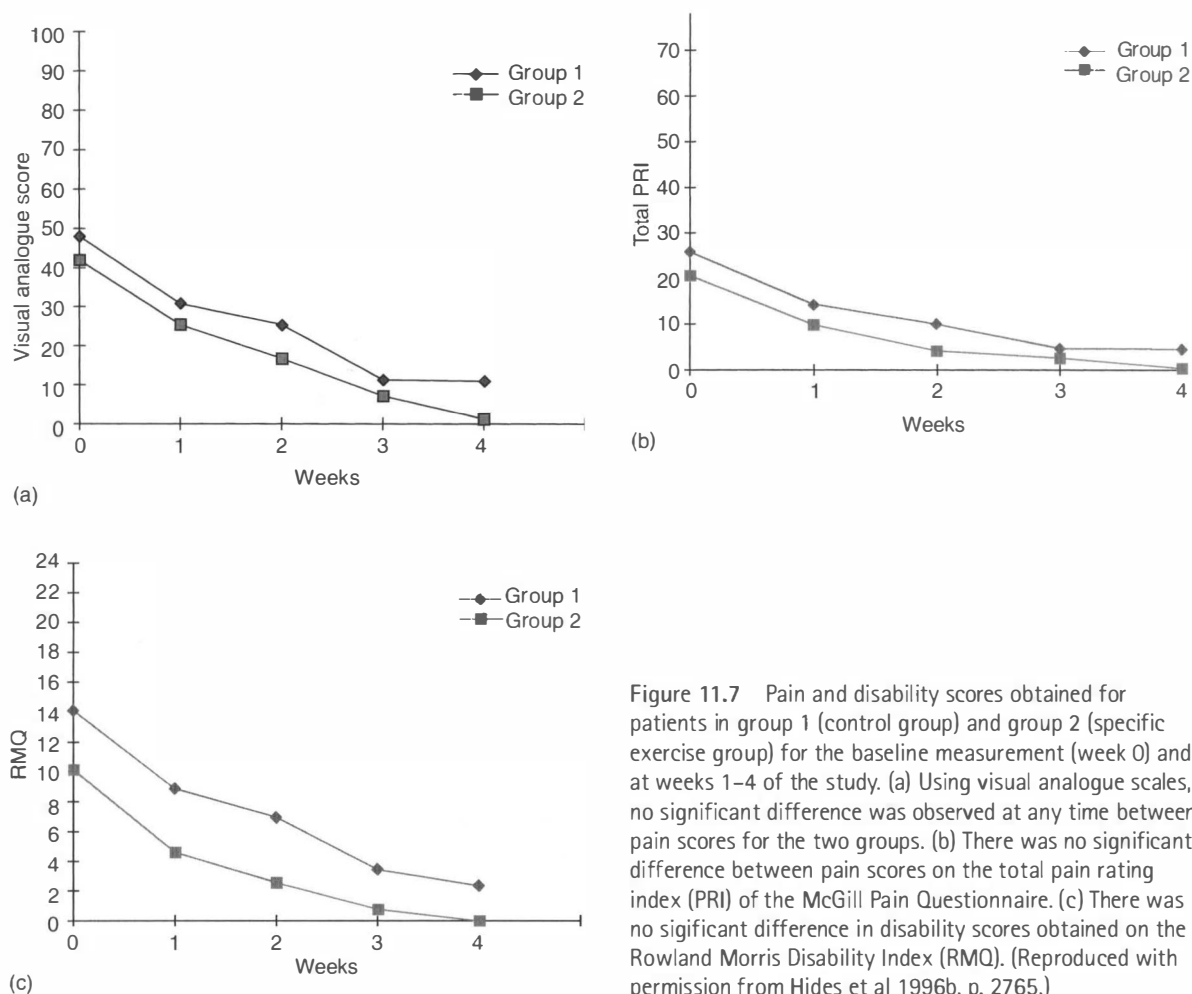 100
90
80
70
60
50
40
30
20
10
0
Visual analogue score
Group 1
Group 2
0 1 2 3 4
Weeks
(a)
70
60
50
40
30
20
10
0
Total PRI
Group 1
Group 2
0 1 2 3 4
Weeks
(b)
24
22
20
18
16
14
12
10
8
6
4
2
0
RMQ
Group 1
Group 2
0 1 2 3 4
Weeks
(c)
Figure 11.7 Pain and disability scores obtained for
patients in group 1 (control group) and group 2 (specific
exercise group) for the baseline measurement (week 0) and
at weeks 1–4 of the study. (a) Using visual analogue scales,
no significant difference was observed at any time between
pain scores for the two groups. (b) There was no significant
difference between pain scores on the total pain rating
index (PRI) of the McGill Pain Questionnaire. (c) There was
no sigificant difference in disability scores obtained on the
Rowland Morris Disability Index (RMQ). (Reproduced with
permission from Hides et al 1996b, p. 2765.)